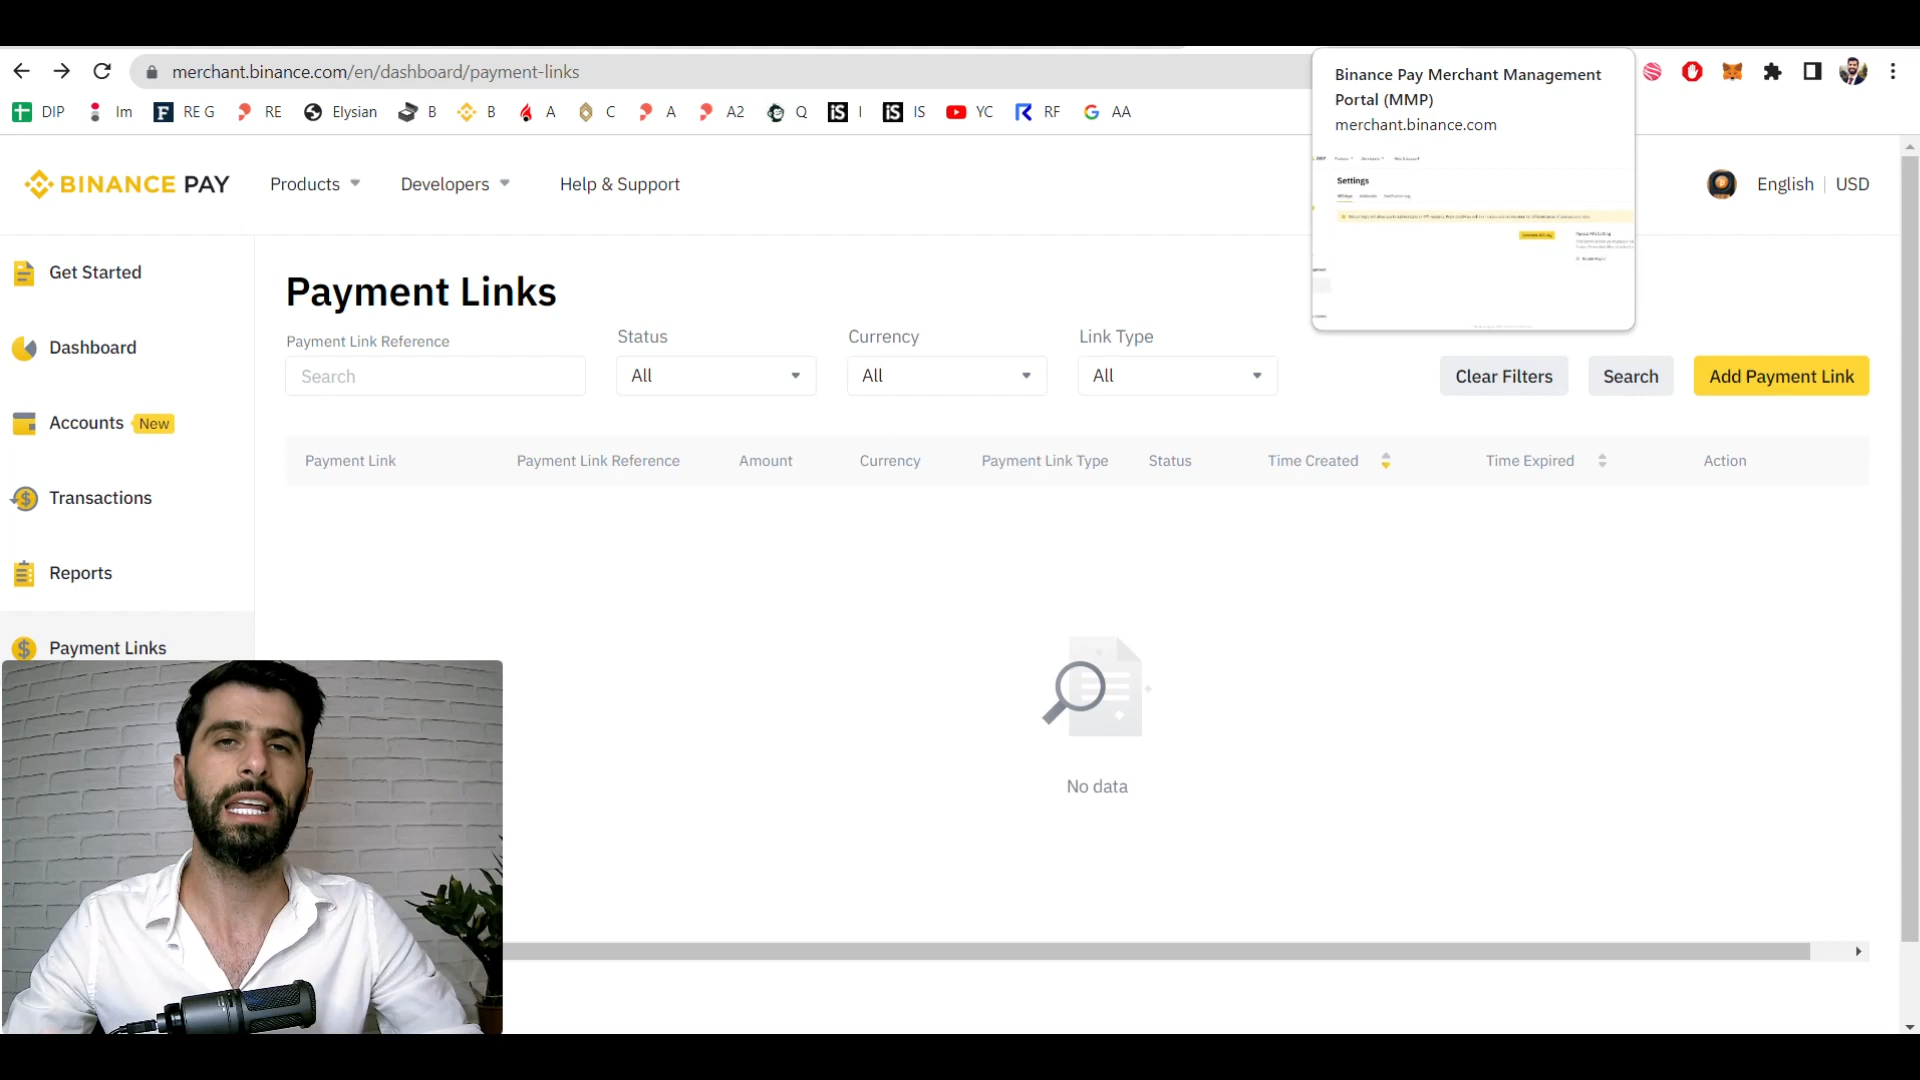 merchant.binance.com/en/dashboard/payment-links
Binance Pay Merchant Management
Portal (MMP)
merchant.binance.com
DIP Im RE G RE Elysian B B A C A A2 Q I IS YC RF AA
BINANCE PAY
Products
Developers
Help & Support
English
USD
Settings
Get Started
Dashboard
Accounts New
Transactions
Reports
Payment Links
Payment Links
Payment Link Reference
Status
Currency
Link Type
Search
All
All
All
Clear Filters
Search
Add Payment Link
Payment Link
Payment Link Reference
Amount
Currency
Payment Link Type
Status
Time Created
Time Expired
Action
No data